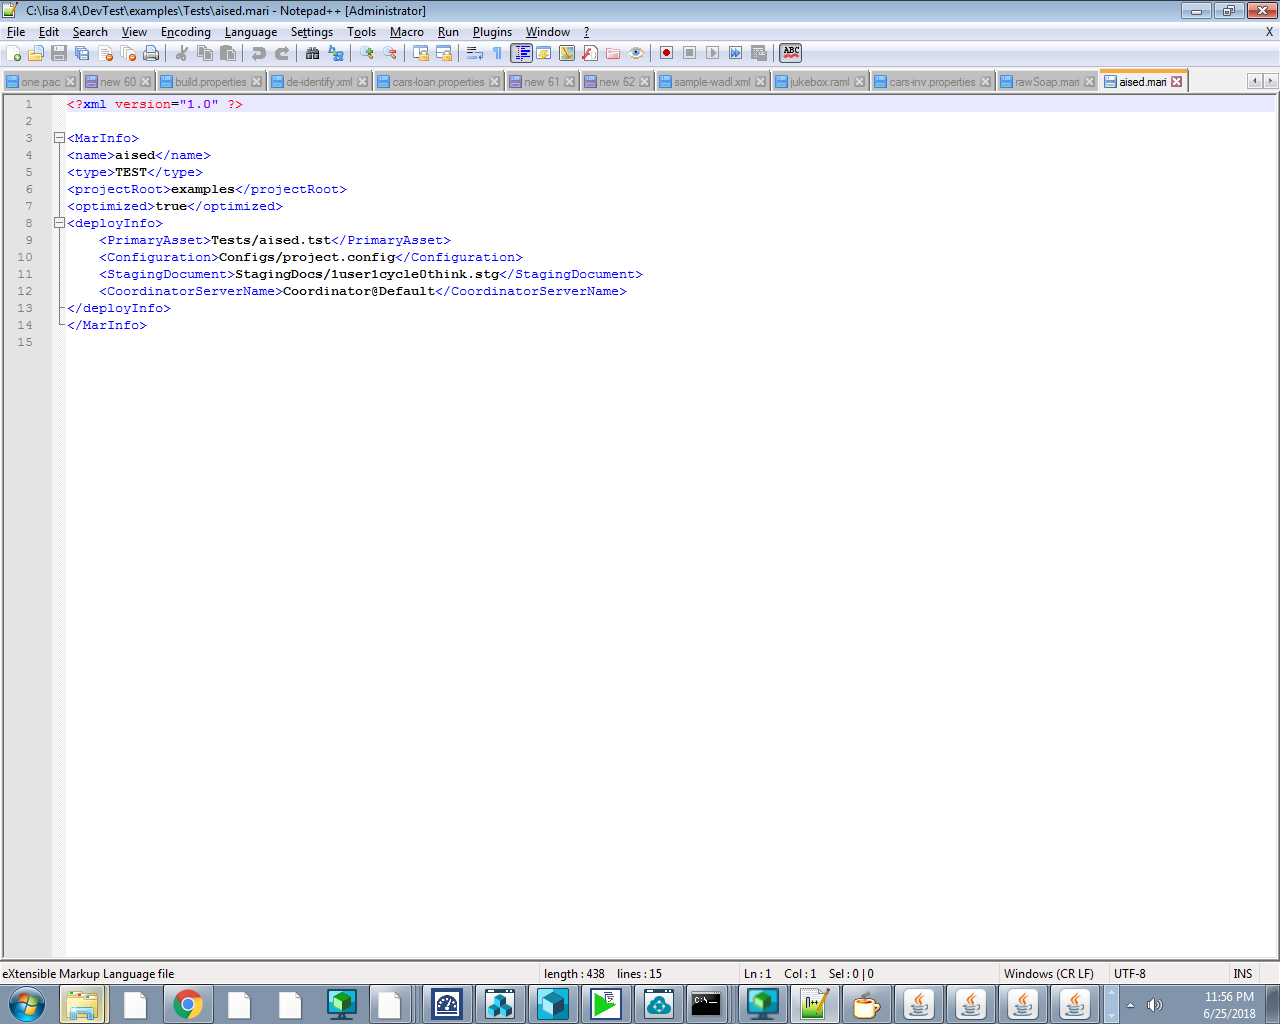 C:\lisa 8.4\DevTest\examples\Tests\aised.mari - Notepad++ [Administrator]
File Edit Search View Encoding Language Settings Tools Macro Run Plugins Window ? X
ABC
one.pac new 60 build.properties de-identify.xml cars-loan.properties new 61 new 62 sample-wadl.xml jukebox.raml cars-inv.properties rawSoap.mari aised.mari
1 <?xml version="1.0" ?>
2
3 <MarInfo>
4 <name>aised</name>
5 <type>TEST</type>
6 <projectRoot>examples</projectRoot>
7 <optimized>true</optimized>
8 <deployInfo>
9 <PrimaryAsset>Tests/aised.tst</PrimaryAsset>
10 <Configuration>Configs/project.config</Configuration>
11 <StagingDocument>StagingDocs/1user1cycle0think.stg</StagingDocument>
12 <CoordinatorServerName>Coordinator@Default</CoordinatorServerName>
13 </deployInfo>
14 </MarInfo>
15
eXtensible Markup Language file length : 438 lines : 15 Ln : 1 Col : 1 Sel : 0 | 0 Windows (CR LF) UTF-8 INS
11:56 PM
6/25/2018